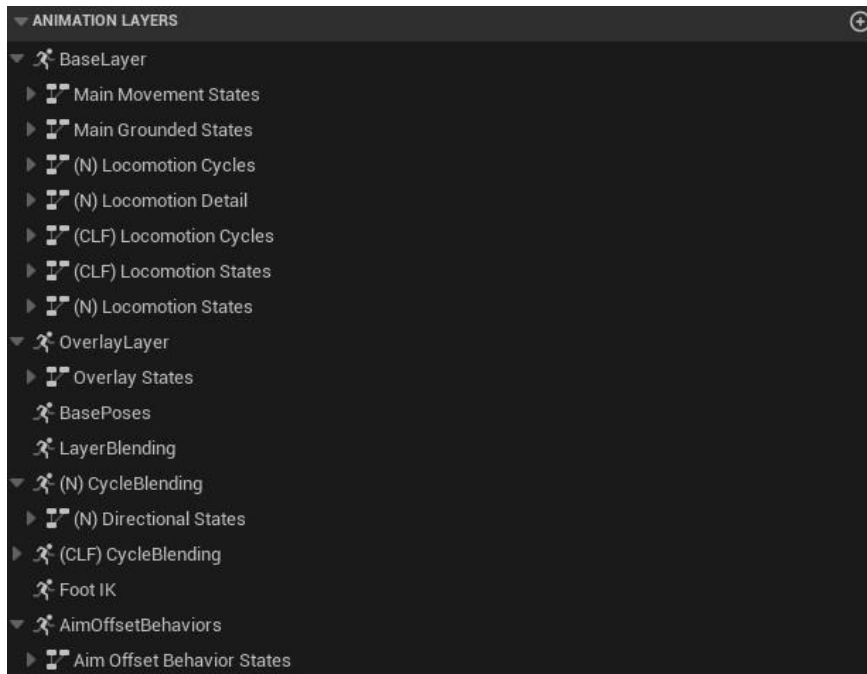 ANIMATION LAYERS
BaseLayer
Main Movement States
Main Grounded States
(N) Locomotion Cycles
(N) Locomotion Detail
(CLF) Locomotion Cycles
(CLF) Locomotion States
(N) Locomotion States
OverlayLayer
Overlay States
BasePoses
LayerBlending
(N) CycleBlending
(N) Directional States
(CLF) CycleBlending
Foot IK
AimOffsetBehaviors
Aim Offset Behavior States